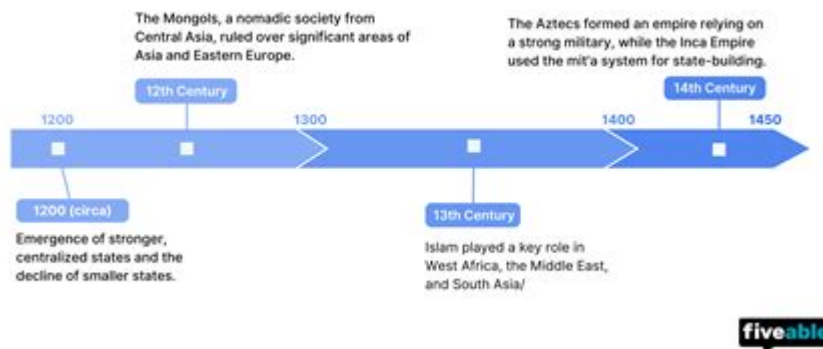 The Mongols, a nomadic society from
Central Asia, ruled over significant areas of
Asia and Eastern Europe.
The Aztecs formed an empire relying on
a strong military, while the Inca Empire
used the mit'a system for state-building.
12th Century
14th Century
1200
1300
1400
1450
1200 (circa)
13th Century
Emergence of stronger,
centralized states and the
decline of smaller states.
Islam played a key role in
West Africa, the Middle East,
and South Asia/
fiveable